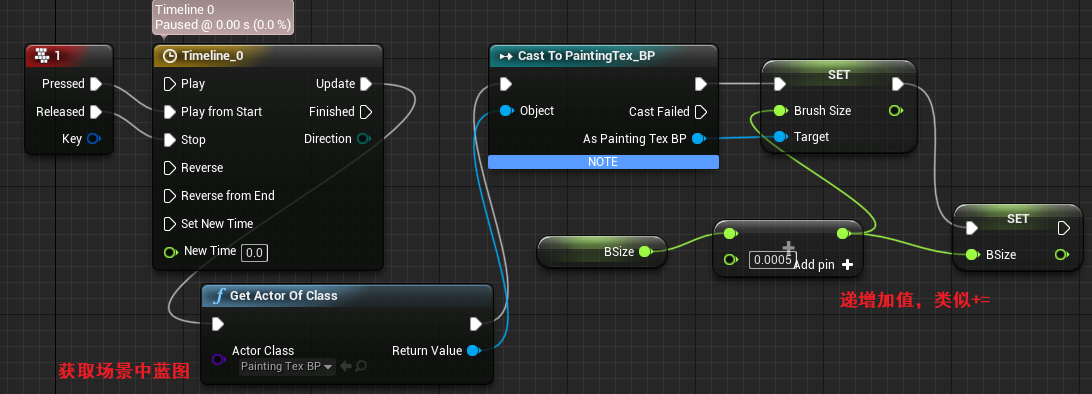 Timeline 0
Paused @ 0.00 s (0.0 %)
1
Pressed
Released
Key
Timeline_0
Play
Update
Play from Start
Finished
Stop
Direction
Reverse
Reverse from End
Set New Time
New Time 0.0
Cast To PaintingTex_BP
Object
Cast Failed
As Painting Tex BP
NOTE
SET
Brush Size
Target
BSize
0.0005
Add pin
SET
BSize
递增加值，类似+=
Get Actor Of Class
Actor Class
Return Value
Painting Tex BP
获取场景中蓝图